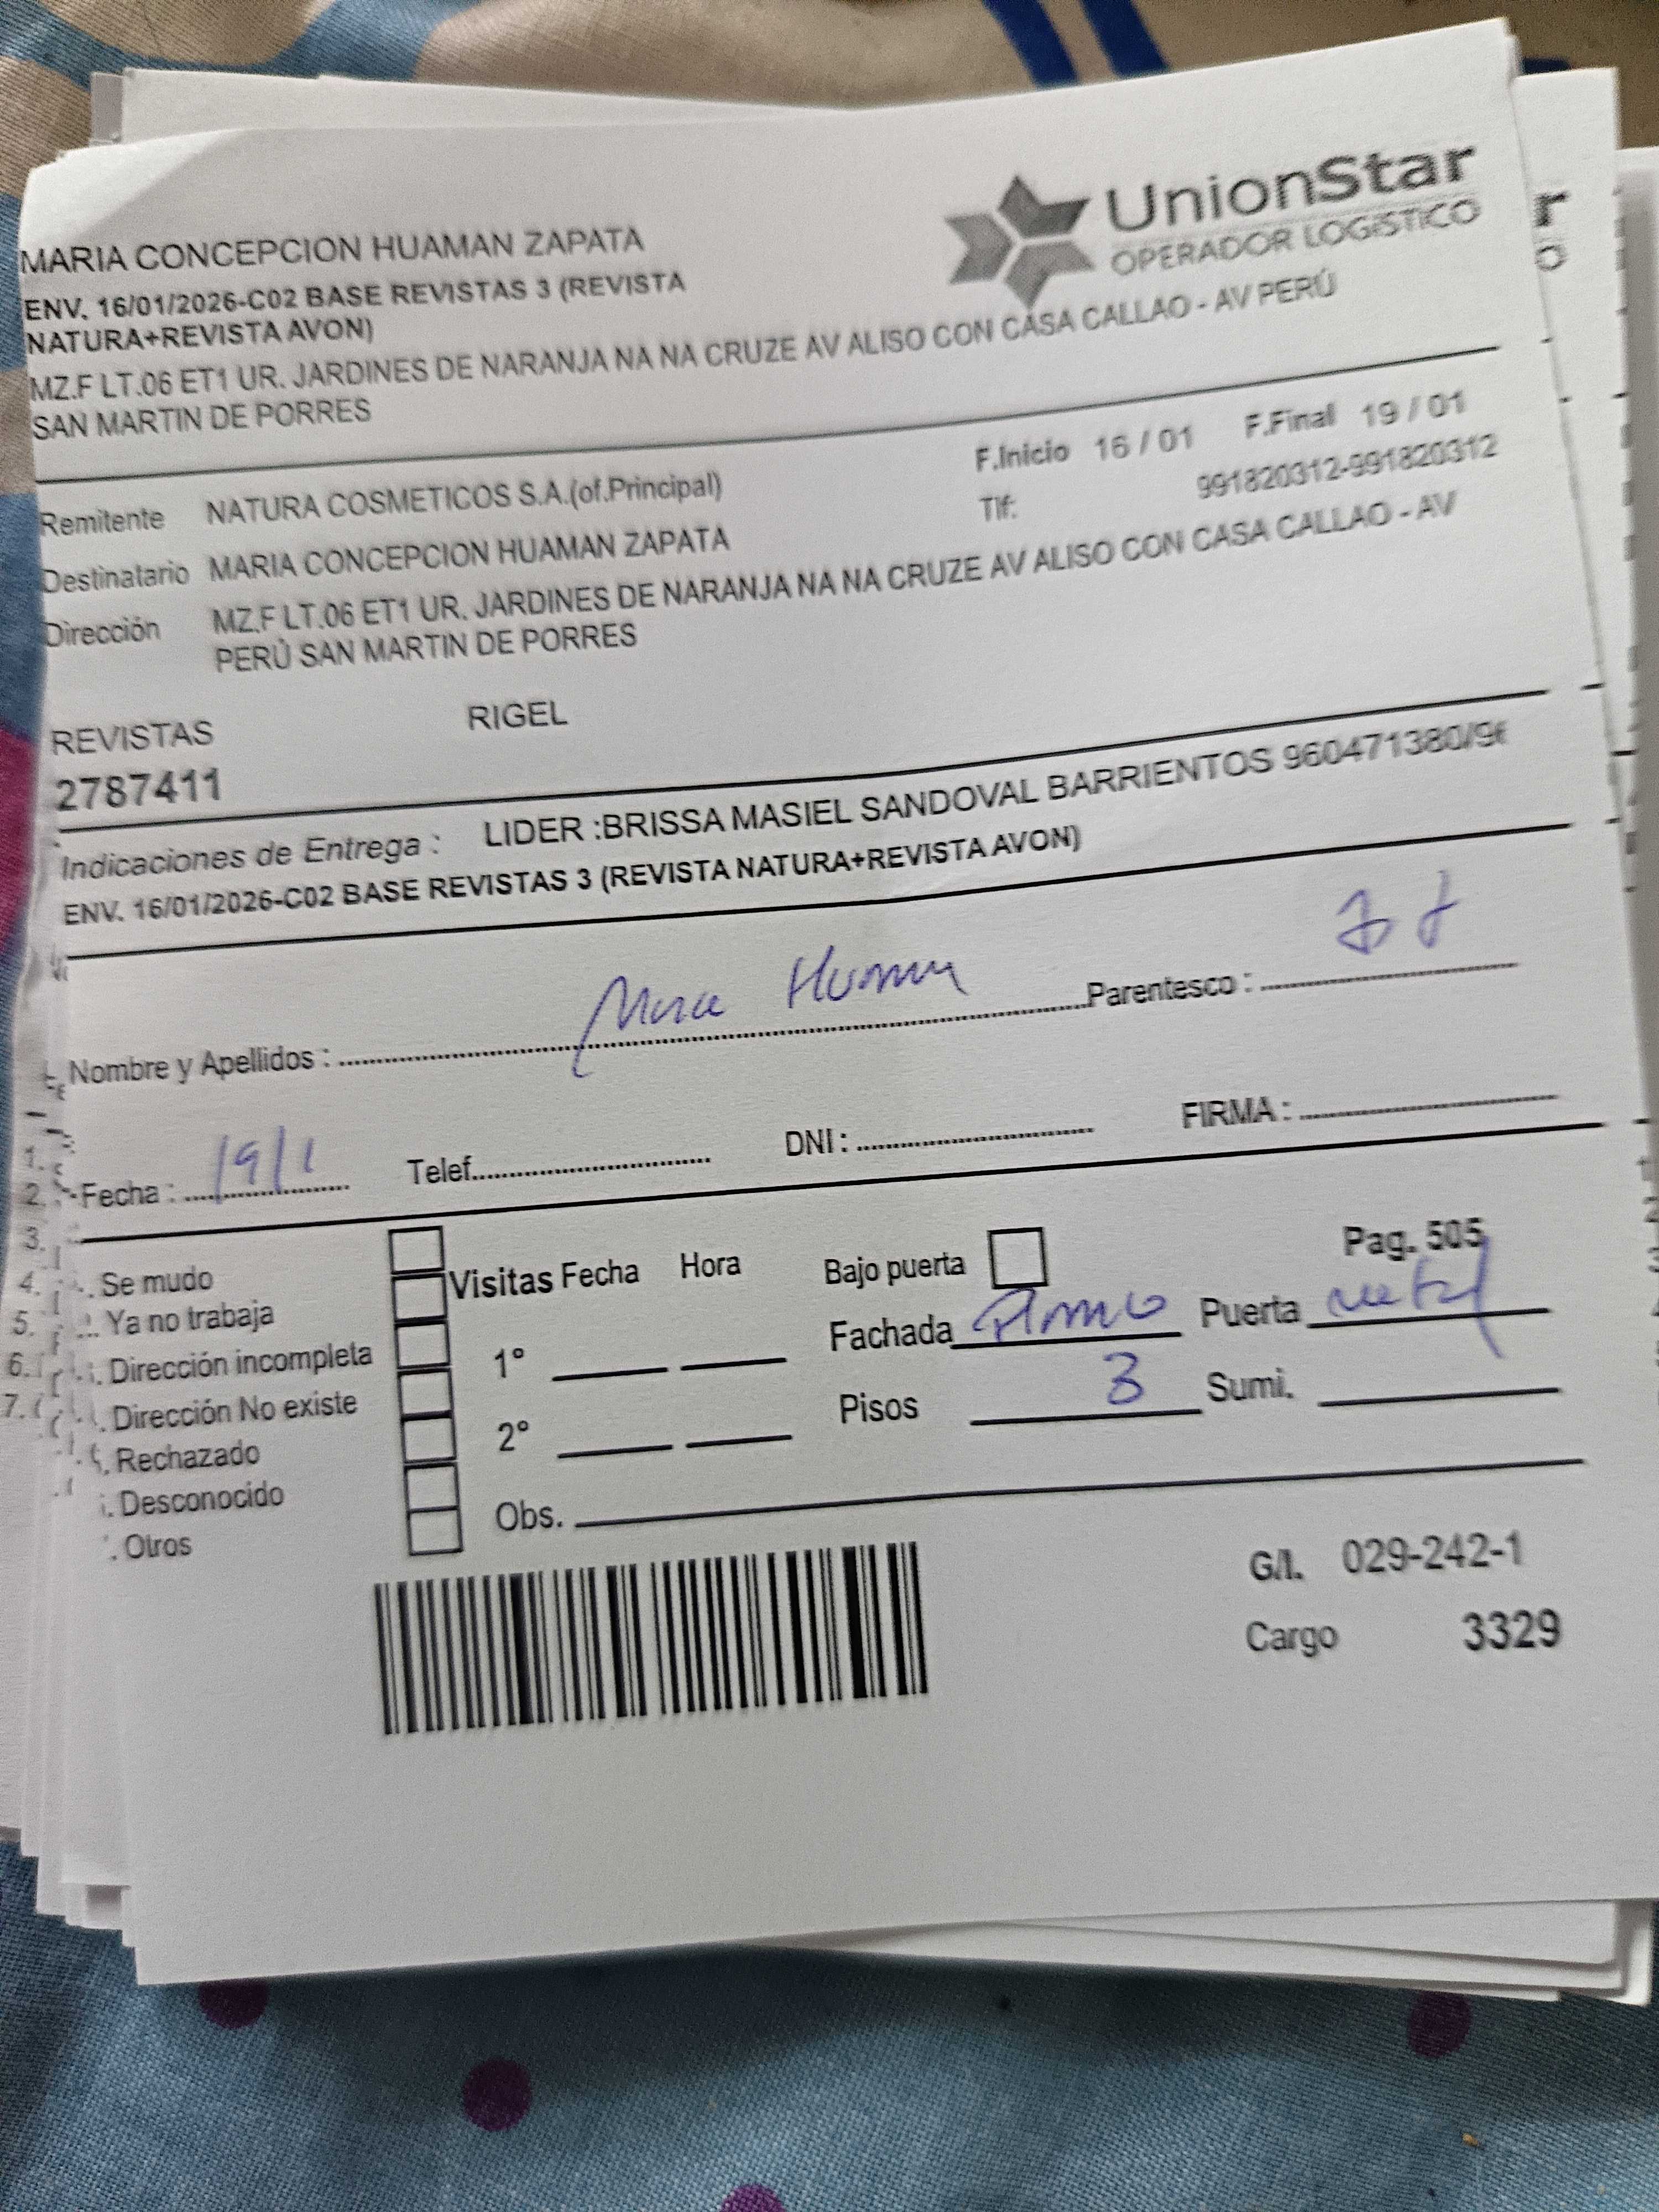 UnionStar
OPERADOR LOGISTICO
MARIA CONCEPCION HUAMAN ZAPATA
ENV. 16/01/2026-C02 BASE REVISTAS 3 (REVISTA
NATURA+REVISTA AVON)
MZ.F LT.06 ET1 UR. JARDINES DE NARANJA NA NA CRUZE AV ALISO CON CASA CALLAO - AV PERÚ
SAN MARTIN DE PORRES
F.Inicio 16 / 01 F.Final 19 / 01
Remitente NATURA COSMETICOS S.A.(of.Principal) Tlf: 991820312-991820312
Destinatario MARIA CONCEPCION HUAMAN ZAPATA
Dirección MZ.F LT.06 ET1 UR. JARDINES DE NARANJA NA NA CRUZE AV ALISO CON CASA CALLAO - AV
PERÚ SAN MARTIN DE PORRES
REVISTAS RIGEL
2787411
Indicaciones de Entrega : LIDER :BRISSA MASIEL SANDOVAL BARRIENTOS 960471380/96
ENV. 16/01/2026-C02 BASE REVISTAS 3 (REVISTA NATURA+REVISTA AVON)
Nombre y Apellidos : Parentesco :
Fecha : 19/1 Telef. DNI : FIRMA :
Se mudo
Ya no trabaja
Dirección incompleta
Dirección No existe
Rechazado
Desconocido
Otros
Visitas Fecha Hora
1°
2°
Obs.
Bajo puerta Pag. 505
Fachada Puerta metal
Pisos 3 Sumi.
G/l. 029-242-1
Cargo 3329